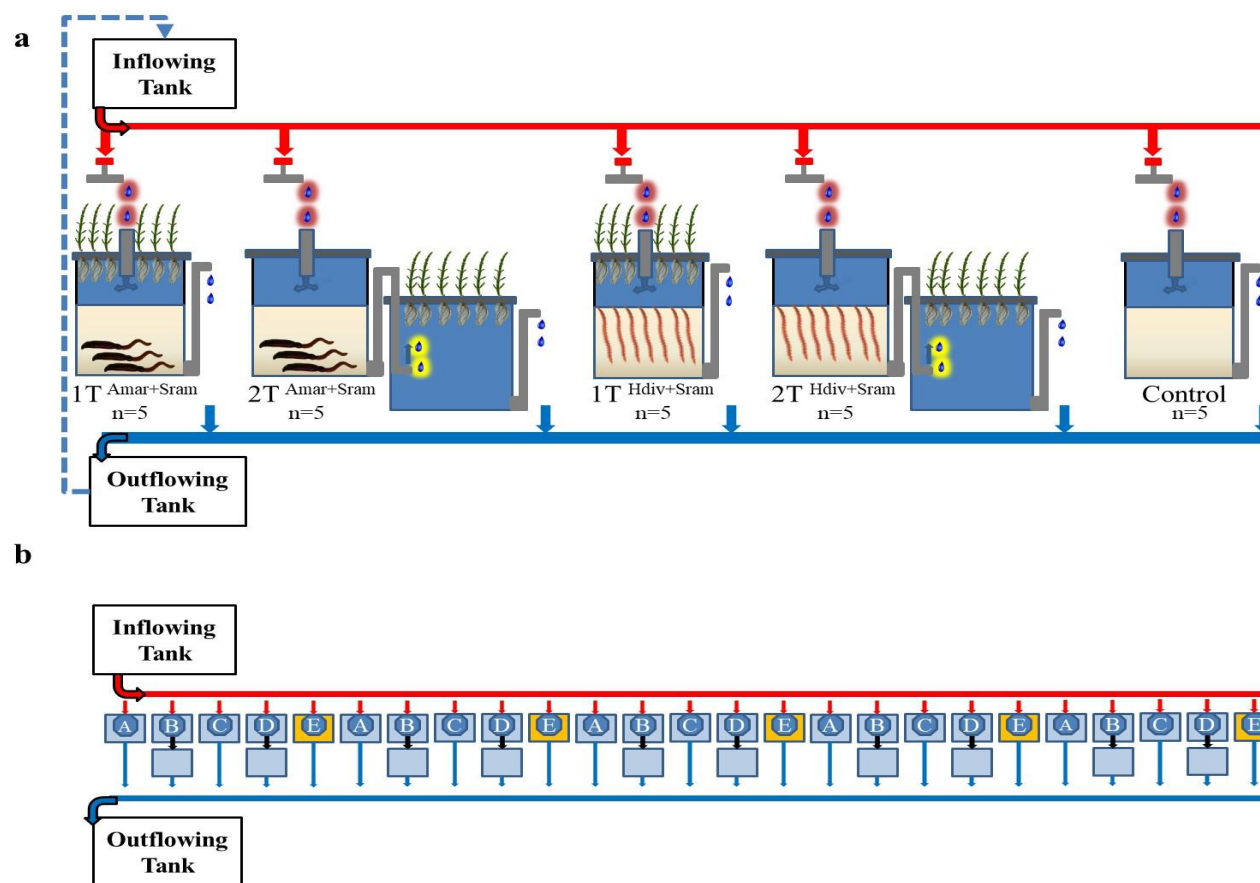 a
Inflowing
Tank
1T Amar+Sram
n=5
2T Amar+Sram
n=5
1T Hdiv+Sram
n=5
2T Hdiv+Sram
n=5
Control
n=5
Outflowing
Tank
b
Inflowing
Tank
A B C D E A B C D E A B C D E A B C D E A B C D E
Outflowing
Tank